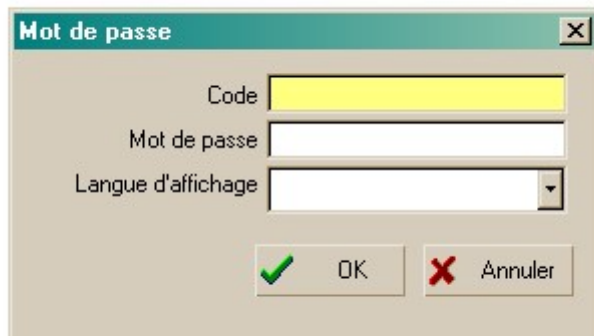 Mot de passe
Code
Mot de passe
Langue d'affichage
OK
Annuler